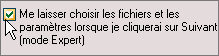 Me laisser choisir les fichiers et les
paramètres lorsque je cliquerai sur Suivant
(mode Expert)